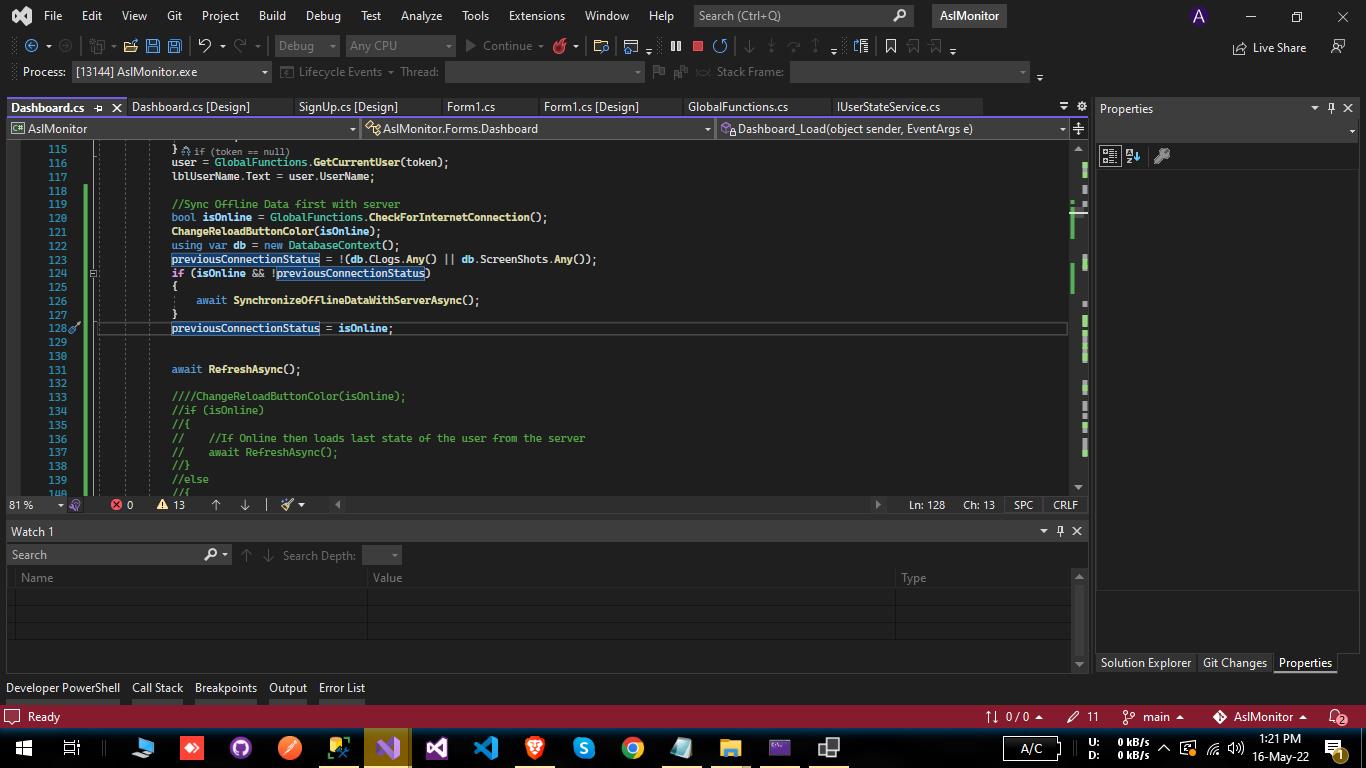 File Edit View Git Project Build Debug Test Analyze Tools Extensions Window Help Search (Ctrl+Q) AslMonitor A
Debug Any CPU Continue Live Share
Process: [13144] AslMonitor.exe Lifecycle Events Thread: Stack Frame:
Dashboard.cs Dashboard.cs [Design] SignUp.cs [Design] Form1.cs Form1.cs [Design] GlobalFunctions.cs IUserStateService.cs Properties
C# AslMonitor AslMonitor.Forms.Dashboard Dashboard_Load(object sender, EventArgs e)
115 } if (token == null)
116 user = GlobalFunctions.GetCurrentUser(token);
117 lblUserName.Text = user.UserName;
118
119 //Sync Offline Data first with server
120 bool isOnline = GlobalFunctions.CheckForInternetConnection();
121 ChangeReloadButtonColor(isOnline);
122 using var db = new DatabaseContext();
123 previousConnectionStatus = !(db.CLogs.Any() || db.ScreenShots.Any());
124 if (isOnline && !previousConnectionStatus)
125 {
126 await SynchronizeOfflineDataWithServerAsync();
127 }
128 previousConnectionStatus = isOnline;
129
130
131 await RefreshAsync();
132
133 ////ChangeReloadButtonColor(isOnline);
134 //if (isOnline)
135 //{
136 // //If Online then loads last state of the user from the server
137 // await RefreshAsync();
138 //}
139 //else
140 //{
81 % 0 13 Ln: 128 Ch: 13 SPC CRLF
Watch 1
Search Search Depth:
Name Value Type
Solution Explorer Git Changes Properties
Developer PowerShell Call Stack Breakpoints Output Error List
Ready 0 / 0 11 main AslMonitor 2
A/C U: 0 kB/s D: 0 kB/s 1:21 PM 16-May-22 1